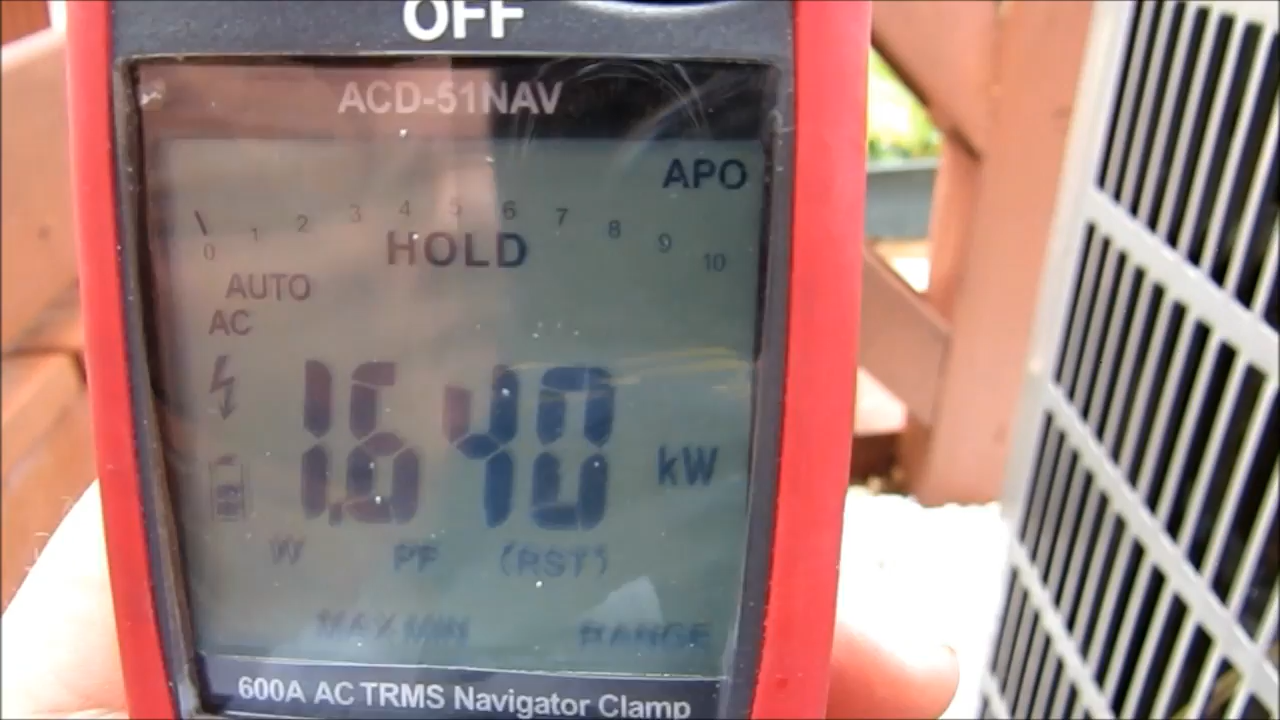 OFF
ACD-51NAV
APO
0 1 2 3 4 5 6 7 8 9 10
HOLD
AUTO
AC
1.640 kW
W PF (RST)
MAX MIN RANGE
600A AC TRMS Navigator Clamp